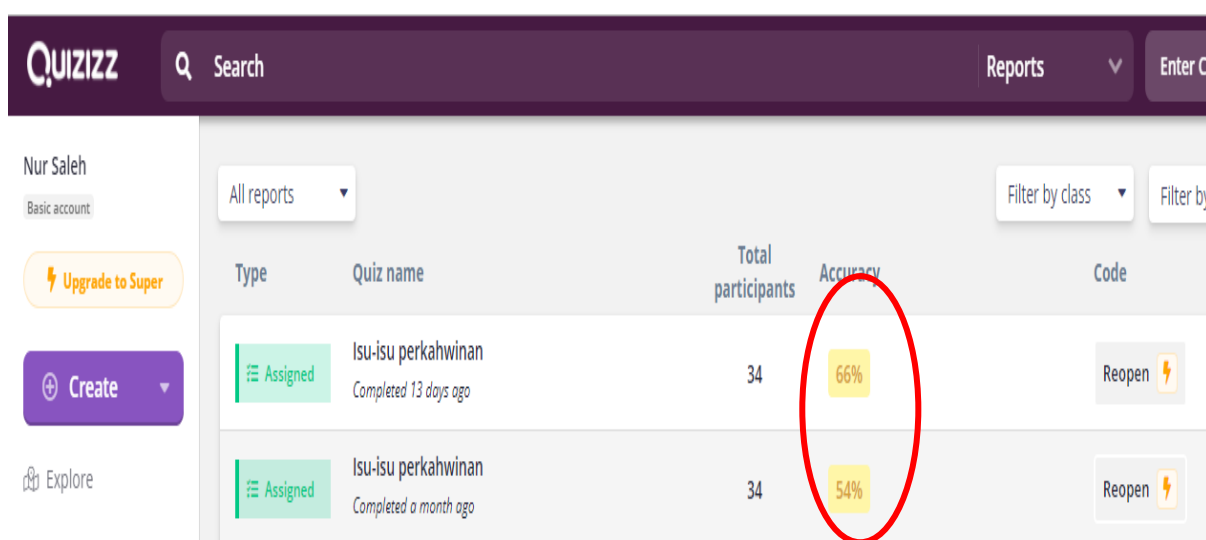 Quizizz
Search
Reports
Enter C
Nur Saleh
Basic account
Upgrade to Super
Create
Explore
All reports
Filter by class
Filter by
Type
Quiz name
Total
participants
Accuracy
Code
Assigned
Isu-isu perkahwinan
Completed 13 days ago
34
66%
Reopen
Assigned
Isu-isu perkahwinan
Completed a month ago
34
54%
Reopen